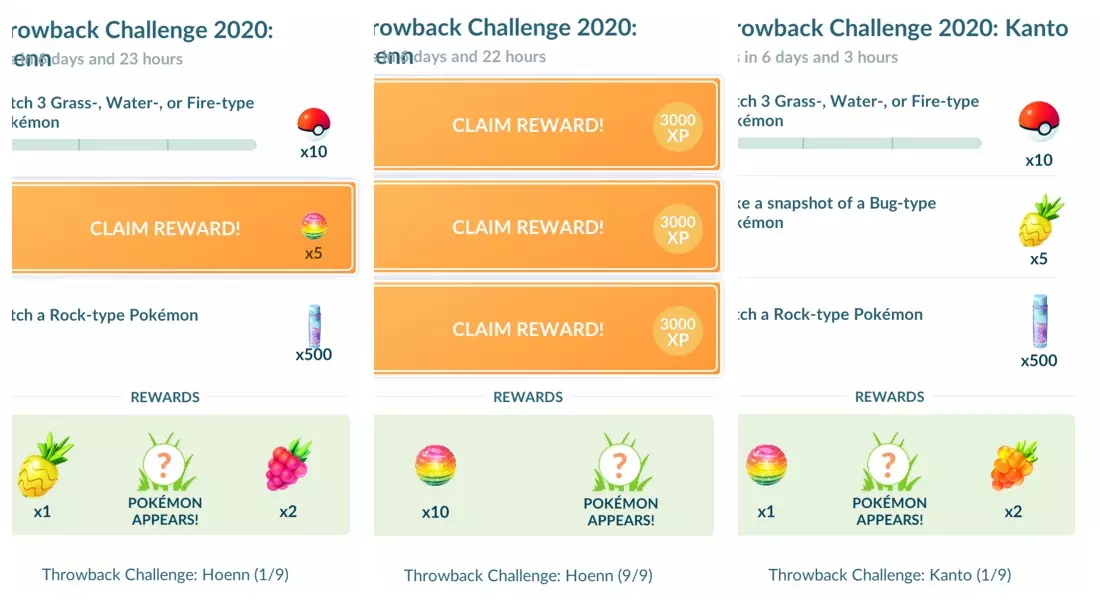 rowback Challenge 2020:
enn
days and 23 hours
tch 3 Grass-, Water-, or Fire-type
kémon
x10
CLAIM REWARD!
x5
tch a Rock-type Pokémon
x500
REWARDS
x1
POKÉMON
APPEARS!
x2
Throwback Challenge: Hoenn (1/9)
rowback Challenge 2020:
enn
days and 22 hours
CLAIM REWARD!
3000
XP
CLAIM REWARD!
3000
XP
CLAIM REWARD!
3000
XP
REWARDS
x10
?
POKÉMON
APPEARS!
Throwback Challenge: Hoenn (9/9)
rowback Challenge 2020: Kanto
s in 6 days and 3 hours
tch 3 Grass-, Water-, or Fire-type
kémon
x10
ke a snapshot of a Bug-type
kémon
x5
tch a Rock-type Pokémon
x500
REWARDS
x1
?
POKÉMON
APPEARS!
x2
Throwback Challenge: Kanto (1/9)